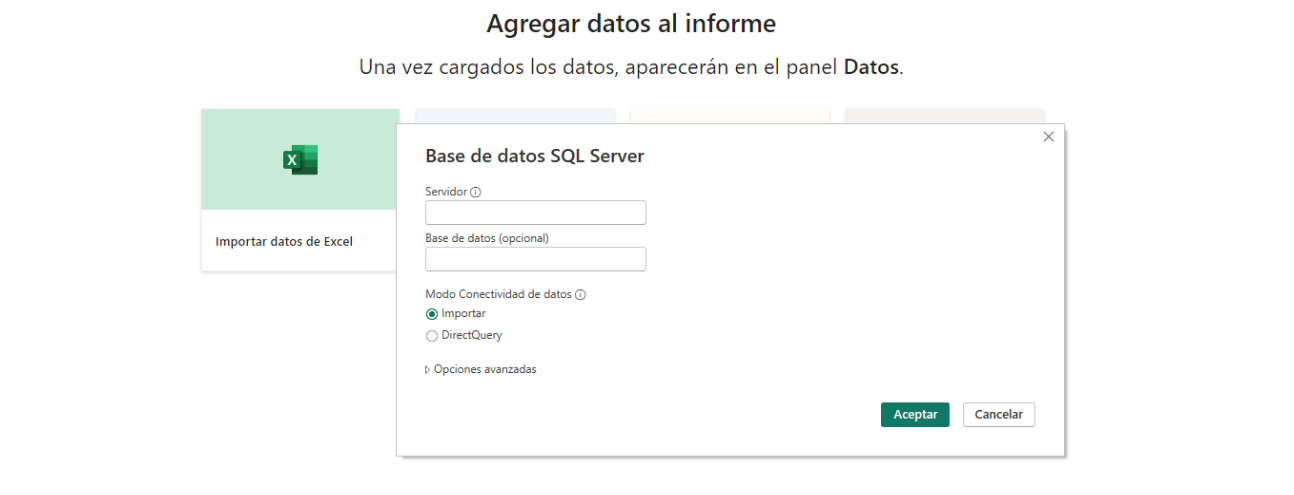 Agregar datos al informe
Una vez cargados los datos, aparecerán en el panel Datos.
X
Importar datos de Excel
Base de datos SQL Server
Servidor
Base de datos (opcional)
Modo Conectividad de datos
Importar
DirectQuery
Opciones avanzadas
Aceptar Cancelar